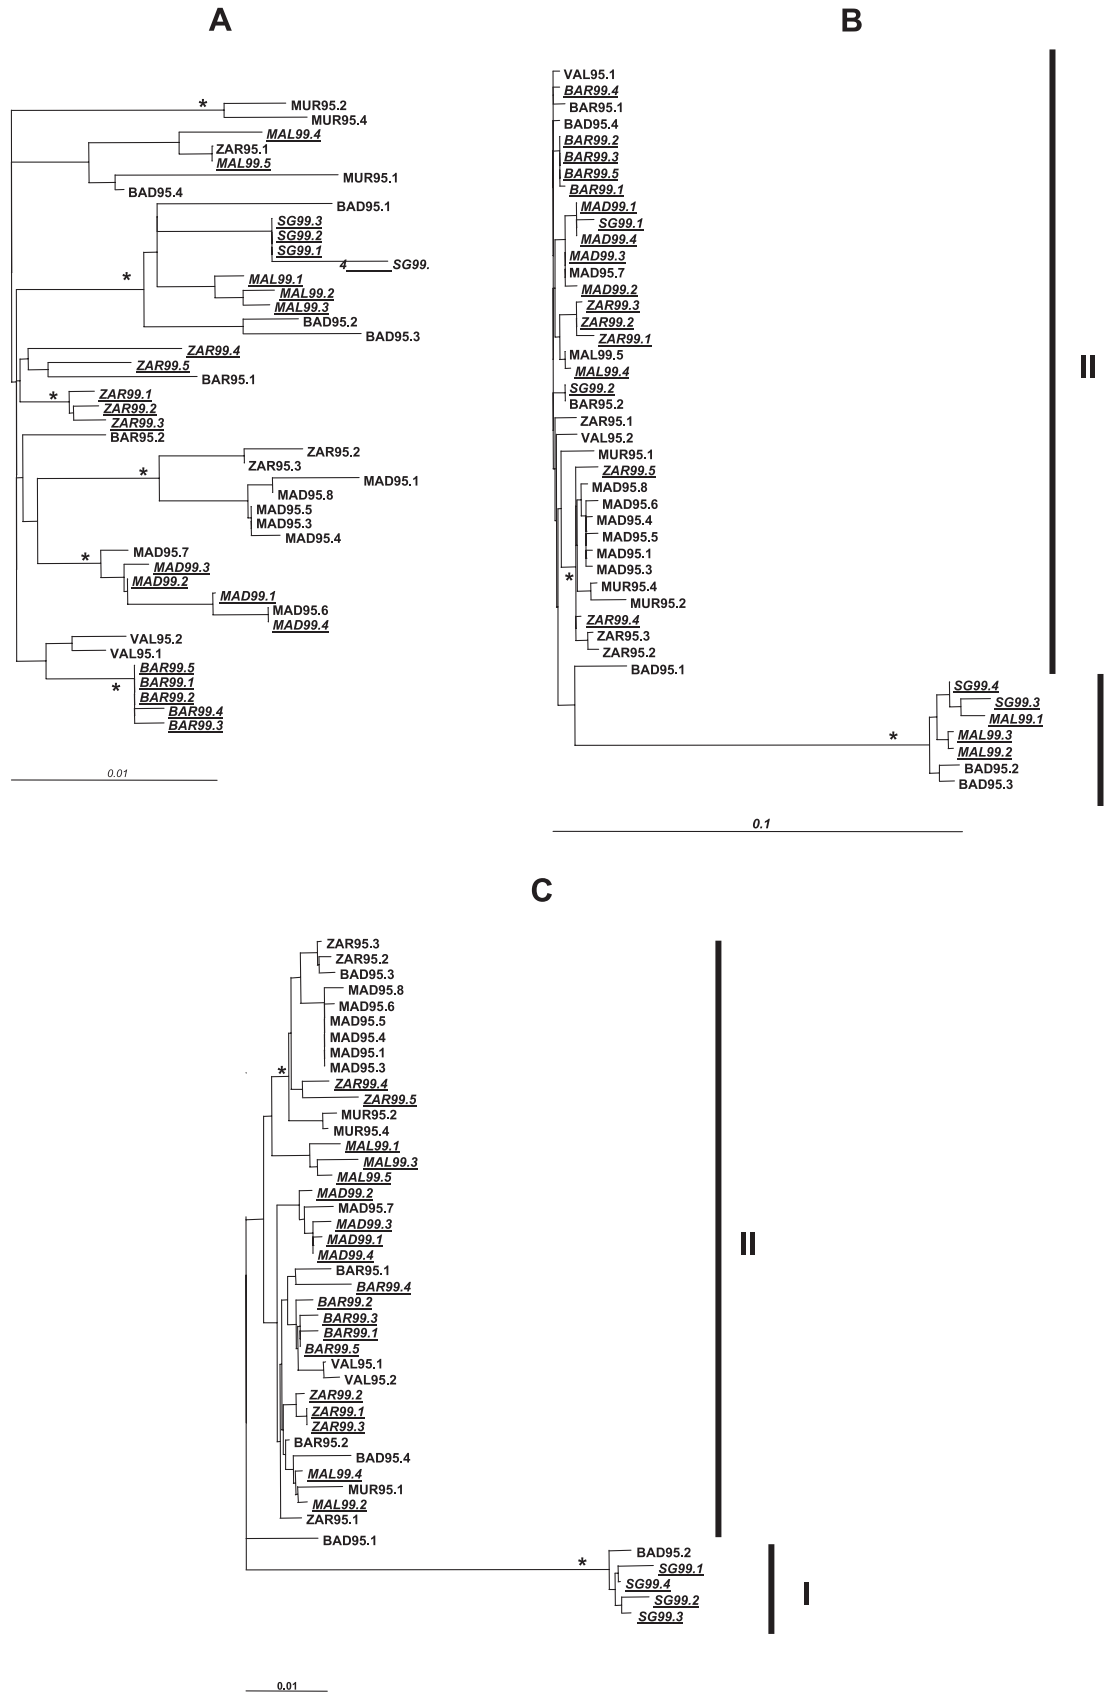 A
MUR95.2
MUR95.4
MAL99.4
ZAR95.1
MAL99.5
MUR95.1
BAD95.4
BAD95.1
SG99.3
SG99.2
SG99.1
4 SG99.
MAL99.1
MAL99.2
MAL99.3
BAD95.2
BAD95.3
ZAR99.4
ZAR99.5
BAR95.1
ZAR99.1
ZAR99.2
ZAR99.3
BAR95.2
ZAR95.2
ZAR95.3
MAD95.1
MAD95.8
MAD95.5
MAD95.3
MAD95.4
MAD95.7
MAD99.3
MAD99.2
MAD99.1
MAD95.6
MAD99.4
VAL95.2
VAL95.1
BAR99.5
BAR99.1
BAR99.2
BAR99.4
BAR99.3
*
*
*
*
*
*
0.01
B
VAL95.1
BAR99.4
BAR95.1
BAD95.4
BAR99.2
BAR99.3
BAR99.5
BAR99.1
MAD99.1
SG99.1
MAD99.4
MAD99.3
MAD95.7
MAD99.2
ZAR99.3
ZAR99.2
ZAR99.1
MAL99.5
MAL99.4
SG99.2
BAR95.2
ZAR95.1
VAL95.2
MUR95.1
ZAR99.5
MAD95.8
MAD95.6
MAD95.4
MAD95.5
MAD95.1
MAD95.3
MUR95.4
MUR95.2
ZAR99.4
ZAR95.3
ZAR95.2
BAD95.1
SG99.4
SG99.3
MAL99.1
MAL99.3
MAL99.2
BAD95.2
BAD95.3
*
*
II
0.1
C
ZAR95.3
ZAR95.2
BAD95.3
MAD95.8
MAD95.6
MAD95.5
MAD95.4
MAD95.1
MAD95.3
ZAR99.4
ZAR99.5
MUR95.2
MUR95.4
MAL99.1
MAL99.3
MAL99.5
MAD99.2
MAD95.7
MAD99.3
MAD99.1
MAD99.4
BAR95.1
BAR99.4
BAR99.2
BAR99.3
BAR99.1
BAR99.5
VAL95.1
VAL95.2
ZAR99.2
ZAR99.1
ZAR99.3
BAR95.2
BAD95.4
MAL99.4
MUR95.1
MAL99.2
ZAR95.1
BAD95.1
BAD95.2
SG99.1
SG99.4
SG99.2
SG99.3
*
*
II
I
0.01